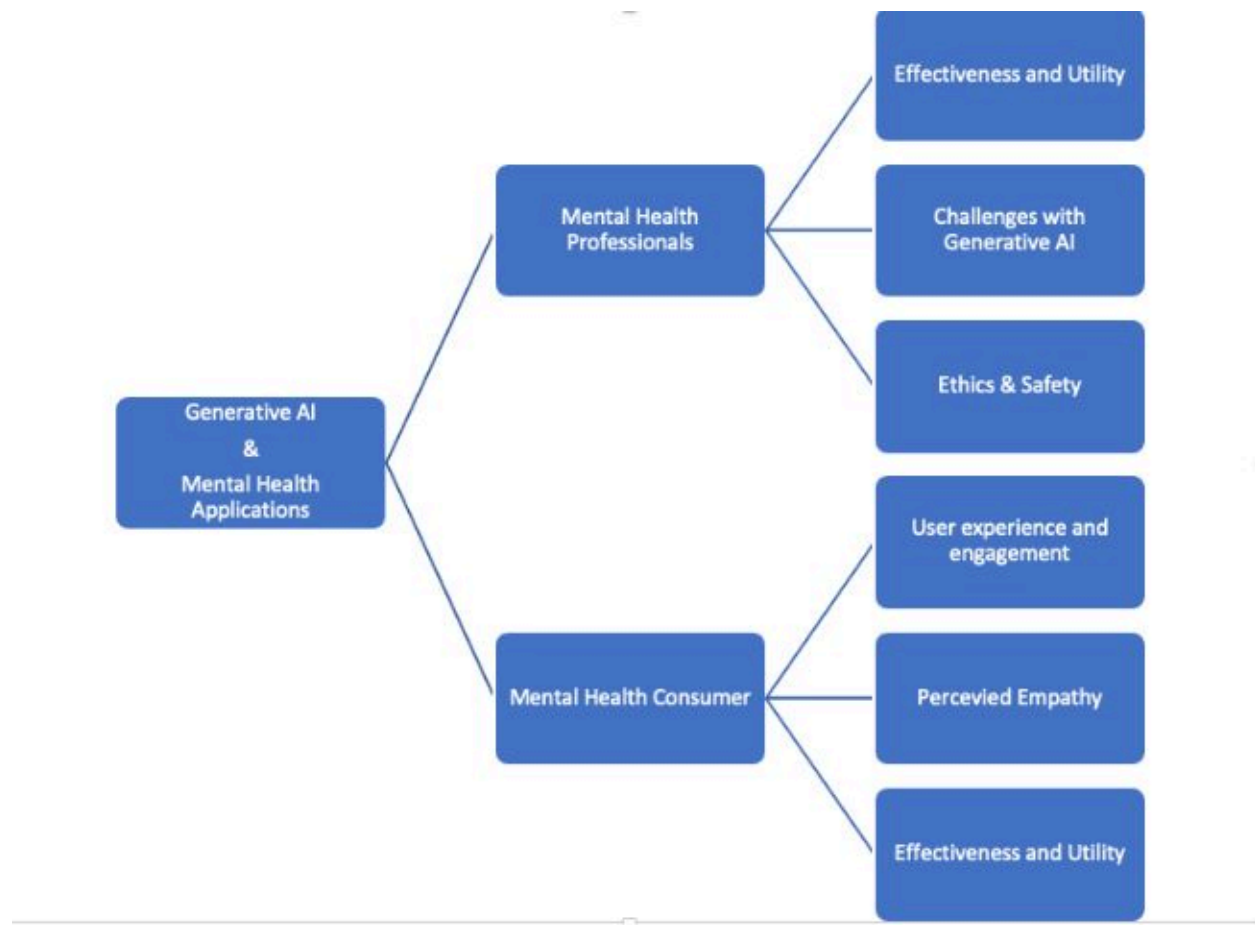 Effectiveness and Utility
Mental Health
Professionals
Challenges with
Generative AI
Ethics & Safety
Generative AI
&
Mental Health
Applications
User experience and
engagement
Mental Health Consumer
Percevied Empathy
Effectiveness and Utility